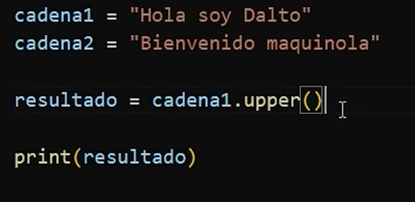 cadena1 = "Hola soy Dalto"
cadena2 = "Bienvenido maquinola"
resultado = cadena1.upper()
print(resultado)